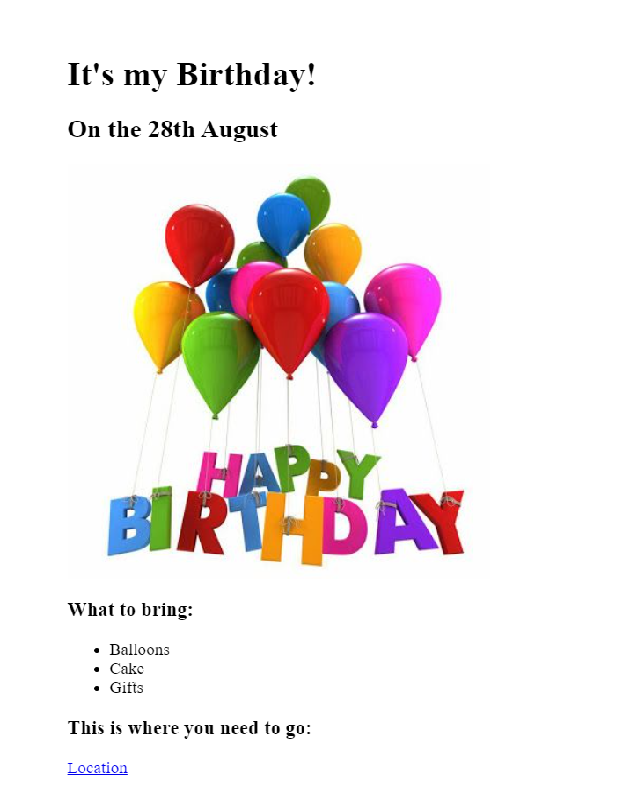 It's my Birthday!
On the 28th August
HAPPY
BIRTHDAY
What to bring:
Balloons
Cake
Gifts
This is where you need to go:
Location